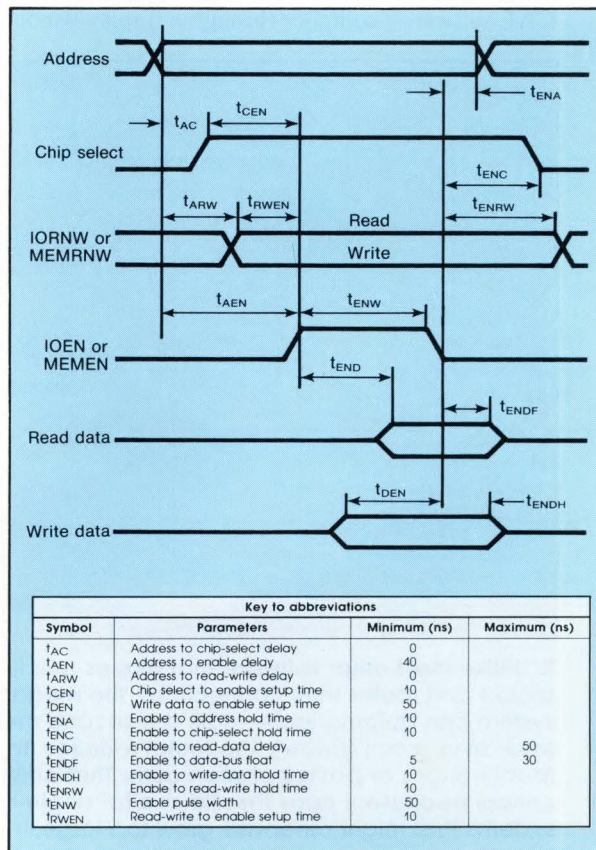 Address
tENA
tAC
tCEN
Chip select
tENC
tARW
tRWEN
tENRW
Read
IORNW or
MEMRNW
Write
tAEN
tENW
IOEN or
MEMEN
tEND
tENDF
Read data
tDEN
tENDH
Write data
Key to abbreviations
Symbol Parameters Minimum (ns) Maximum (ns)
tAC Address to chip-select delay 0
tAEN Address to enable delay 40
tARW Address to read-write delay 0
tCEN Chip select to enable setup time 10
tDEN Write data to enable setup time 50
tENA Enable to address hold time 10
tENC Enable to chip-select hold time 10
tEND Enable to read-data delay 50
tENDF Enable to data-bus float 5 30
tENDH Enable to write-data hold time 10
tENRW Enable to read-write hold time 10
tENW Enable pulse width 50
tRWEN Read-write to enable setup time 10